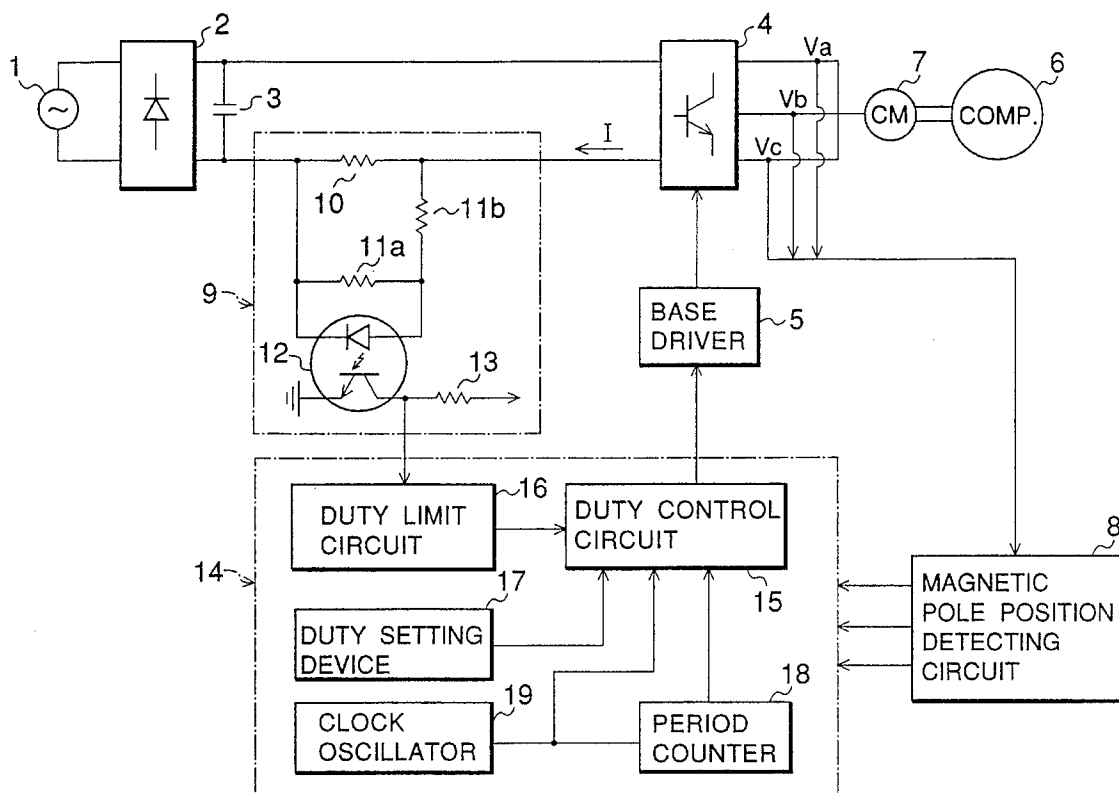 1
2
3
4
Va
Vb
Vc
7
CM
6
COMP.
I
10
11b
11a
9
12
13
BASE
DRIVER
5
16
DUTY LIMIT
CIRCUIT
DUTY CONTROL
CIRCUIT
15
14
17
DUTY SETTING
DEVICE
19
CLOCK
OSCILLATOR
18
PERIOD
COUNTER
8
MAGNETIC
POLE POSITION
DETECTING
CIRCUIT